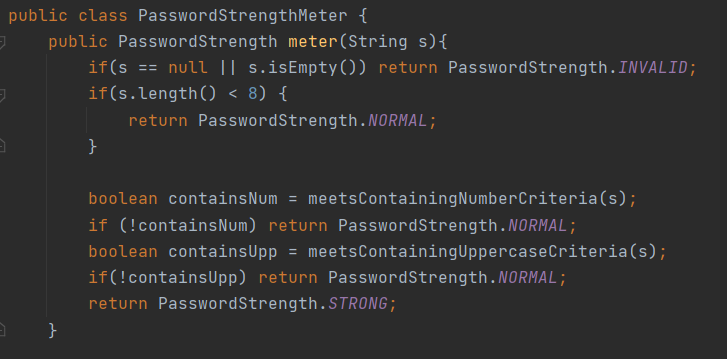 public class PasswordStrengthMeter {
public PasswordStrength meter(String s){
if(s == null || s.isEmpty()) return PasswordStrength.INVALID;
if(s.length() < 8) {
return PasswordStrength.NORMAL;
}
boolean containsNum = meetsContainingNumberCriteria(s);
if (!containsNum) return PasswordStrength.NORMAL;
boolean containsUpp = meetsContainingUppercaseCriteria(s);
if(!containsUpp) return PasswordStrength.NORMAL;
return PasswordStrength.STRONG;
}